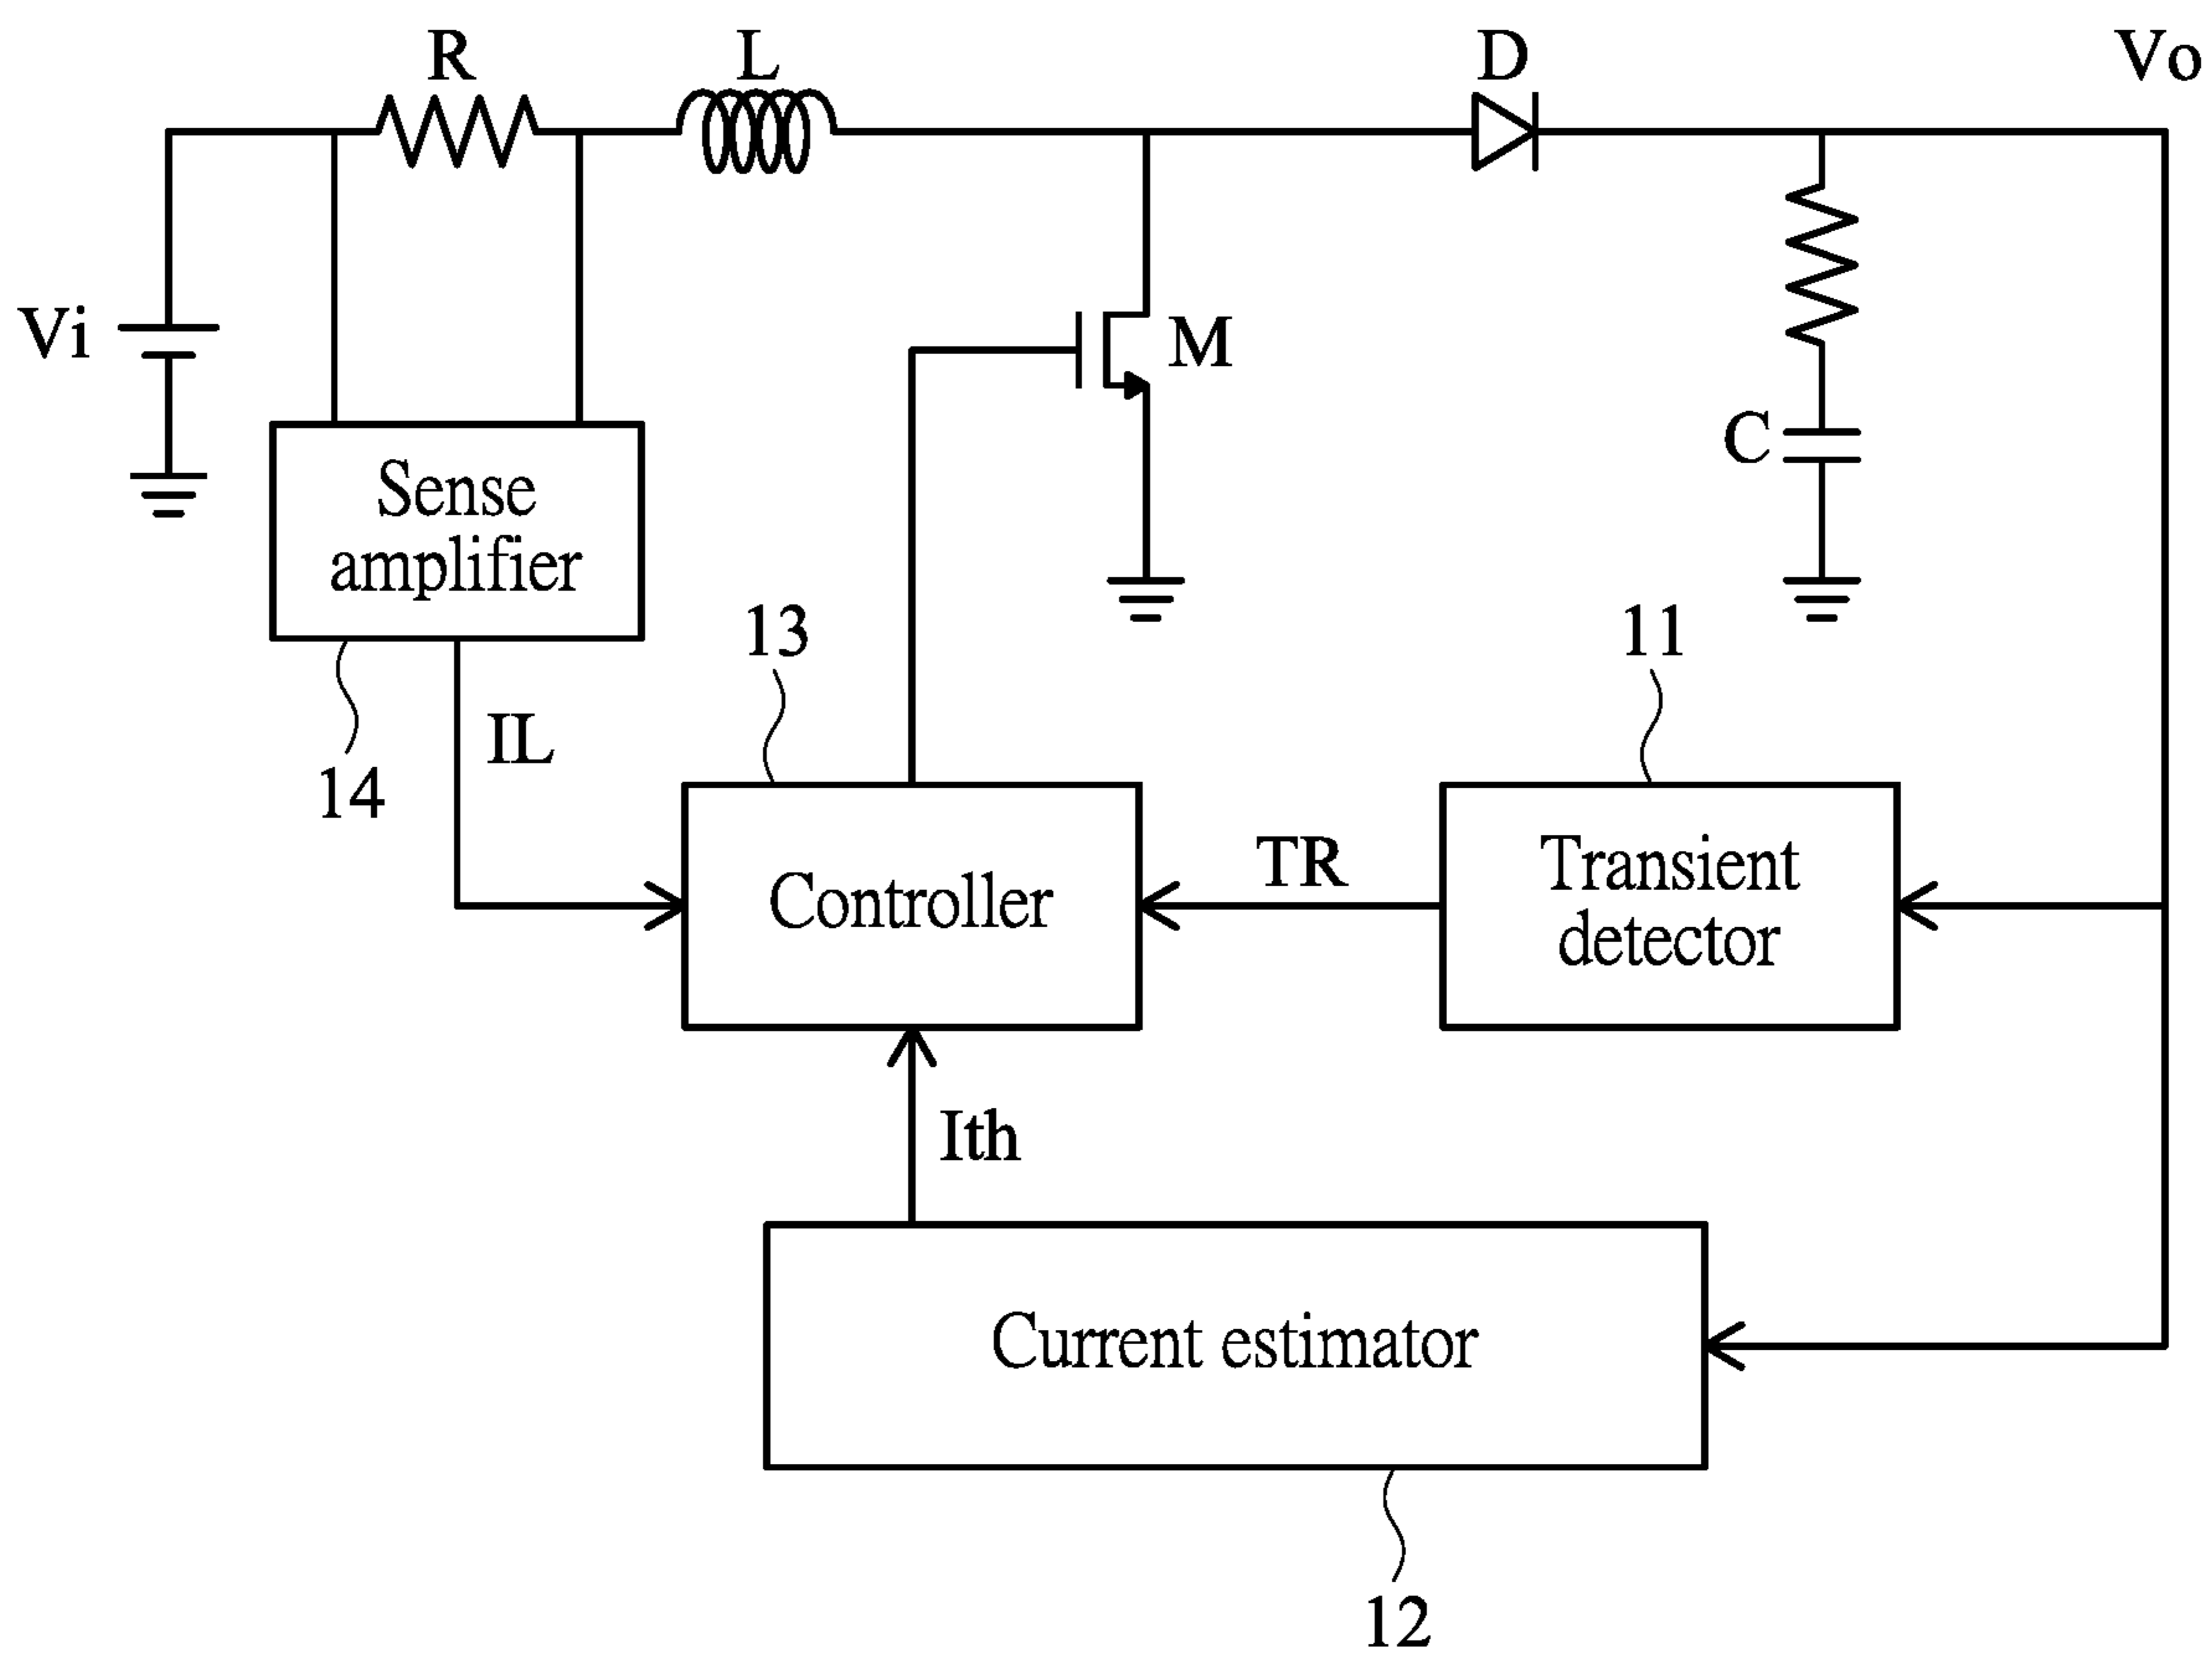 R
L
D
Vo
Vi
M
C
Sense
amplifier
13
11
IL
14
Controller
TR
Transient
detector
Ith
Current estimator
12